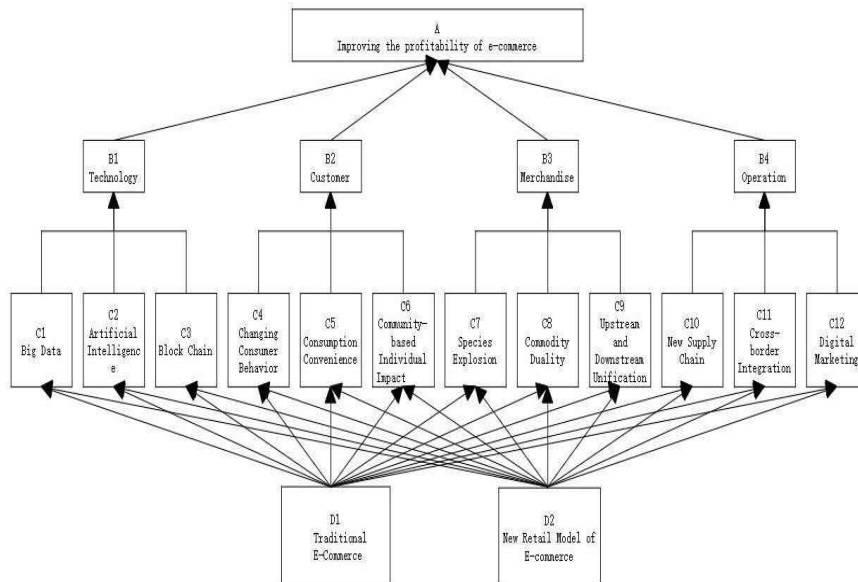 A
Improving the profitability of e-commerce
B1
Technology
B2
Customer
B3
Merchandise
B4
Operation
C1
Big Data
C2
Artificial
Intelligenc
e
C3
Block Chain
C4
Changing
Consumer
Behavior
C5
Consumption
Convenience
C6
Community-
based
Individual
Impact
C7
Species
Explosion
C8
Commodity
Duality
C9
Upstream
and
Downstream
Unification
C10
New Supply
Chain
C11
Cross-
border
Integration
C12
Digital
Marketing
D1
Traditional
E-Commerce
D2
New Retail Model of
E-commerce